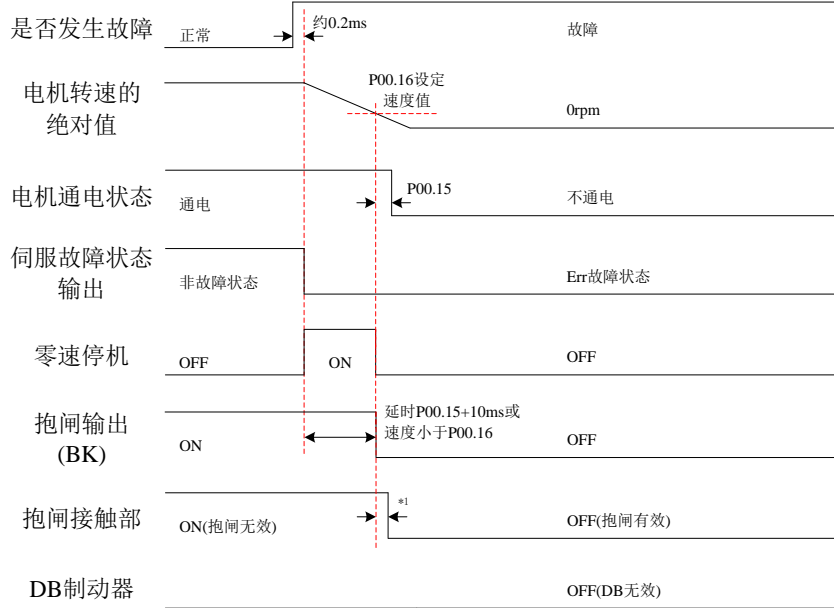 是否发生故障
正常
约0.2ms
故障
电机转速的
绝对值
P00.16设定
速度值
0rpm
电机通电状态
通电
P00.15
不通电
伺服故障状态
输出
非故障状态
Err故障状态
零速停机
OFF
ON
OFF
抱闸输出
(BK)
ON
延时P00.15+10ms或
速度小于P00.16
OFF
抱闸接触部
ON(抱闸无效)
*1
OFF(抱闸有效)
DB制动器
OFF(DB无效)